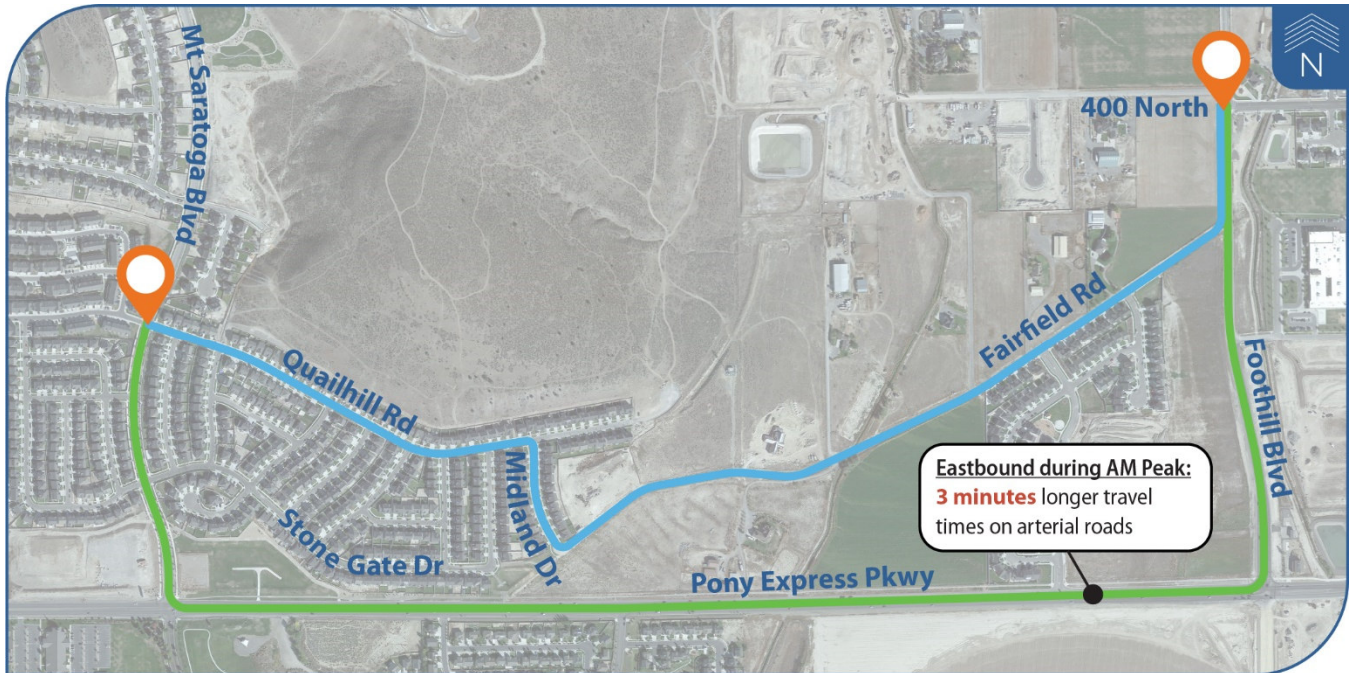 Mt Saratoga Blvd
N
400 North
Quailhill Rd
Fairfield Rd
Foothill Blvd
Midland Dr
Stone Gate Dr
Eastbound during AM Peak:
3 minutes longer travel
times on arterial roads
Pony Express Pkwy